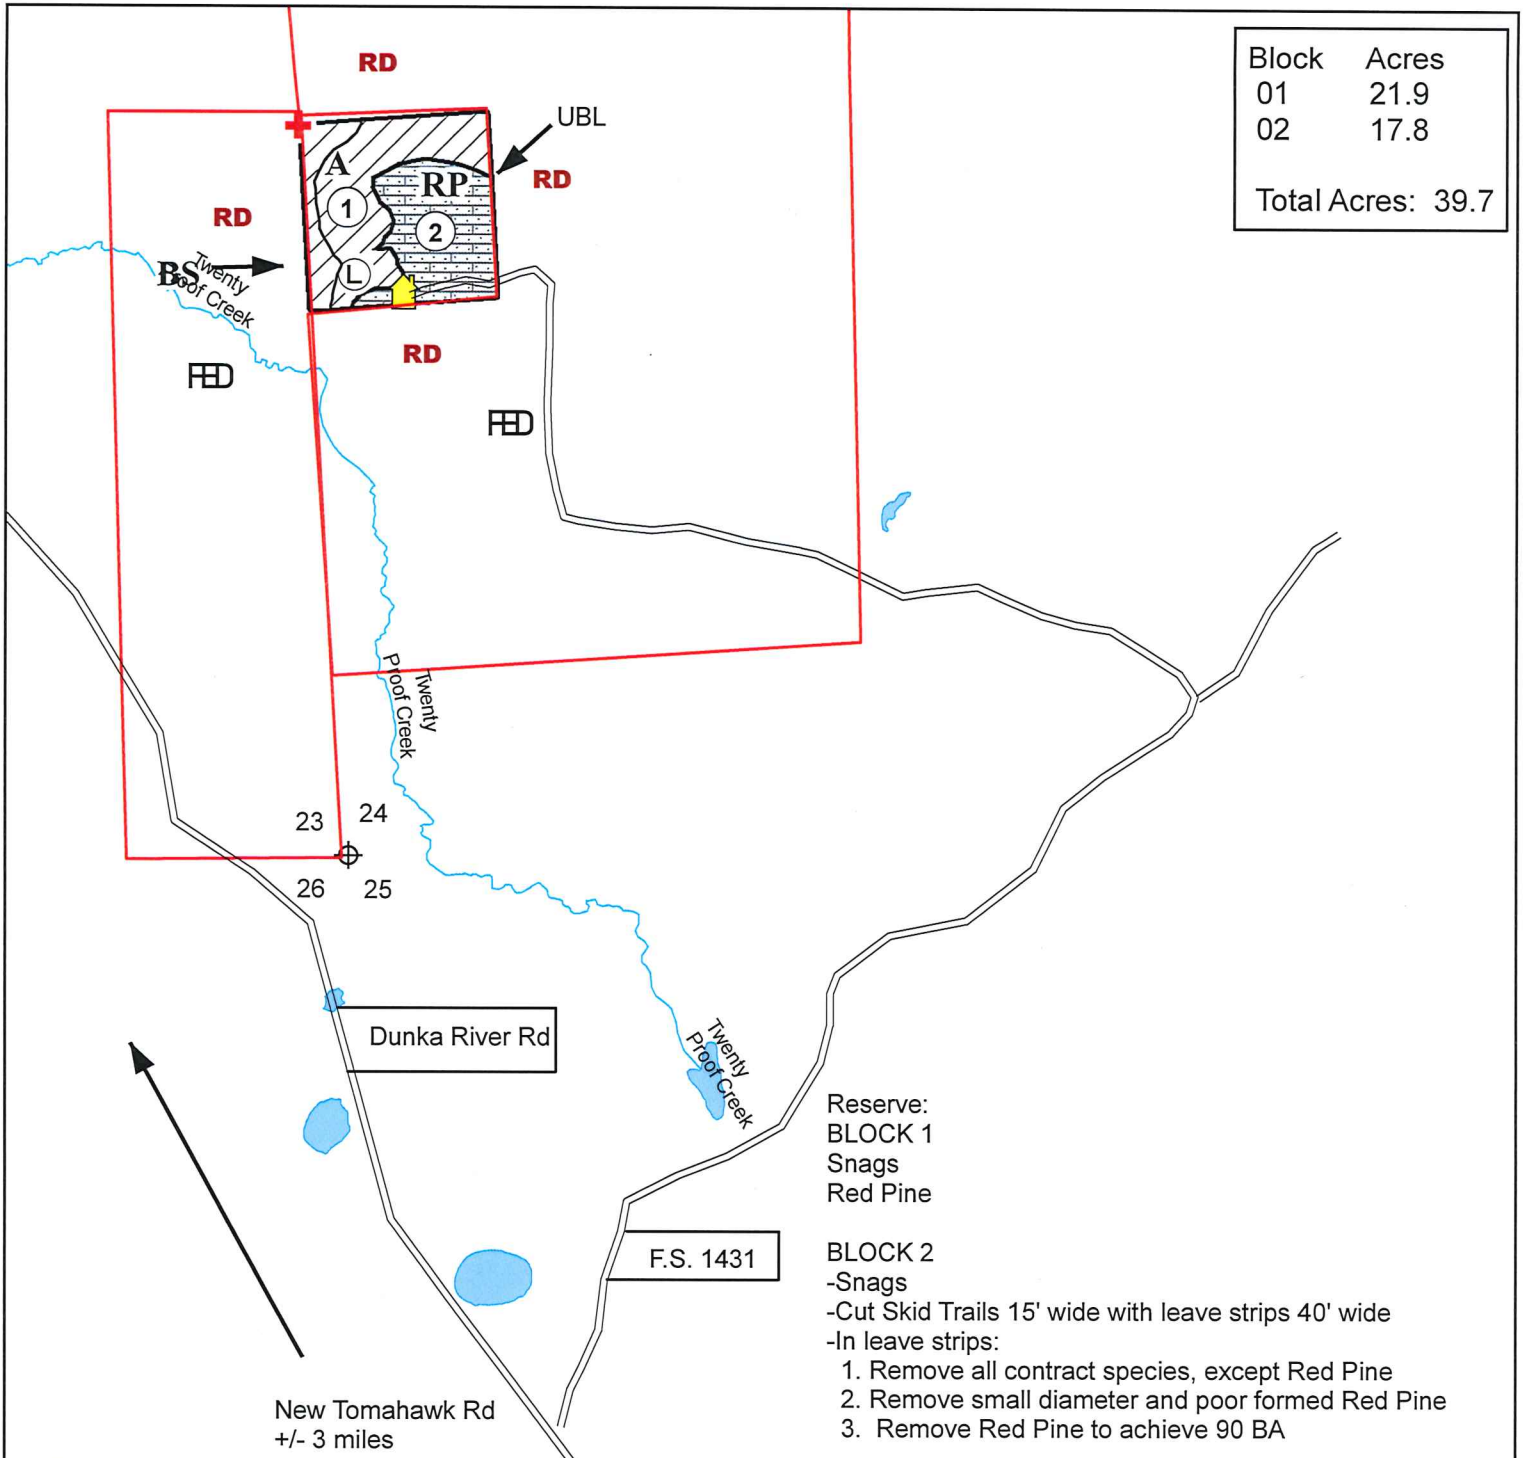 Block Acres
01 21.9
02 17.8
Total Acres: 39.7
RD
UBL
A
RP
RD
1
RD
2
BS
Twenty
Proof Creek
L
RD
FED
FED
Twenty
Proof Creek
23 24
26 25
Dunka River Rd
Twenty
Proof Creek
Reserve:
BLOCK 1
Snags
Red Pine
F.S. 1431
BLOCK 2
-Snags
-Cut Skid Trails 15' wide with leave strips 40' wide
-In leave strips:
1. Remove all contract species, except Red Pine
2. Remove small diameter and poor formed Red Pine
3. Remove Red Pine to achieve 90 BA
New Tomahawk Rd
+/- 3 miles